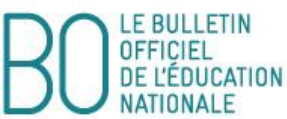 BO LE BULLETIN
OFFICIEL
DE L'ÉDUCATION
NATIONALE